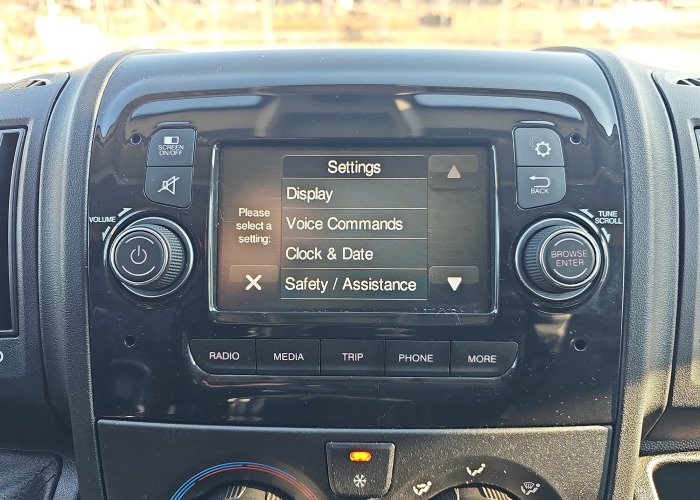 SCREEN
ON/OFF
Settings
Display
Please
select a
setting:
Voice Commands
Clock & Date
Safety / Assistance
BACK
VOLUME
TUNE
SCROLL
BROWSE
ENTER
RADIO
MEDIA
TRIP
PHONE
MORE